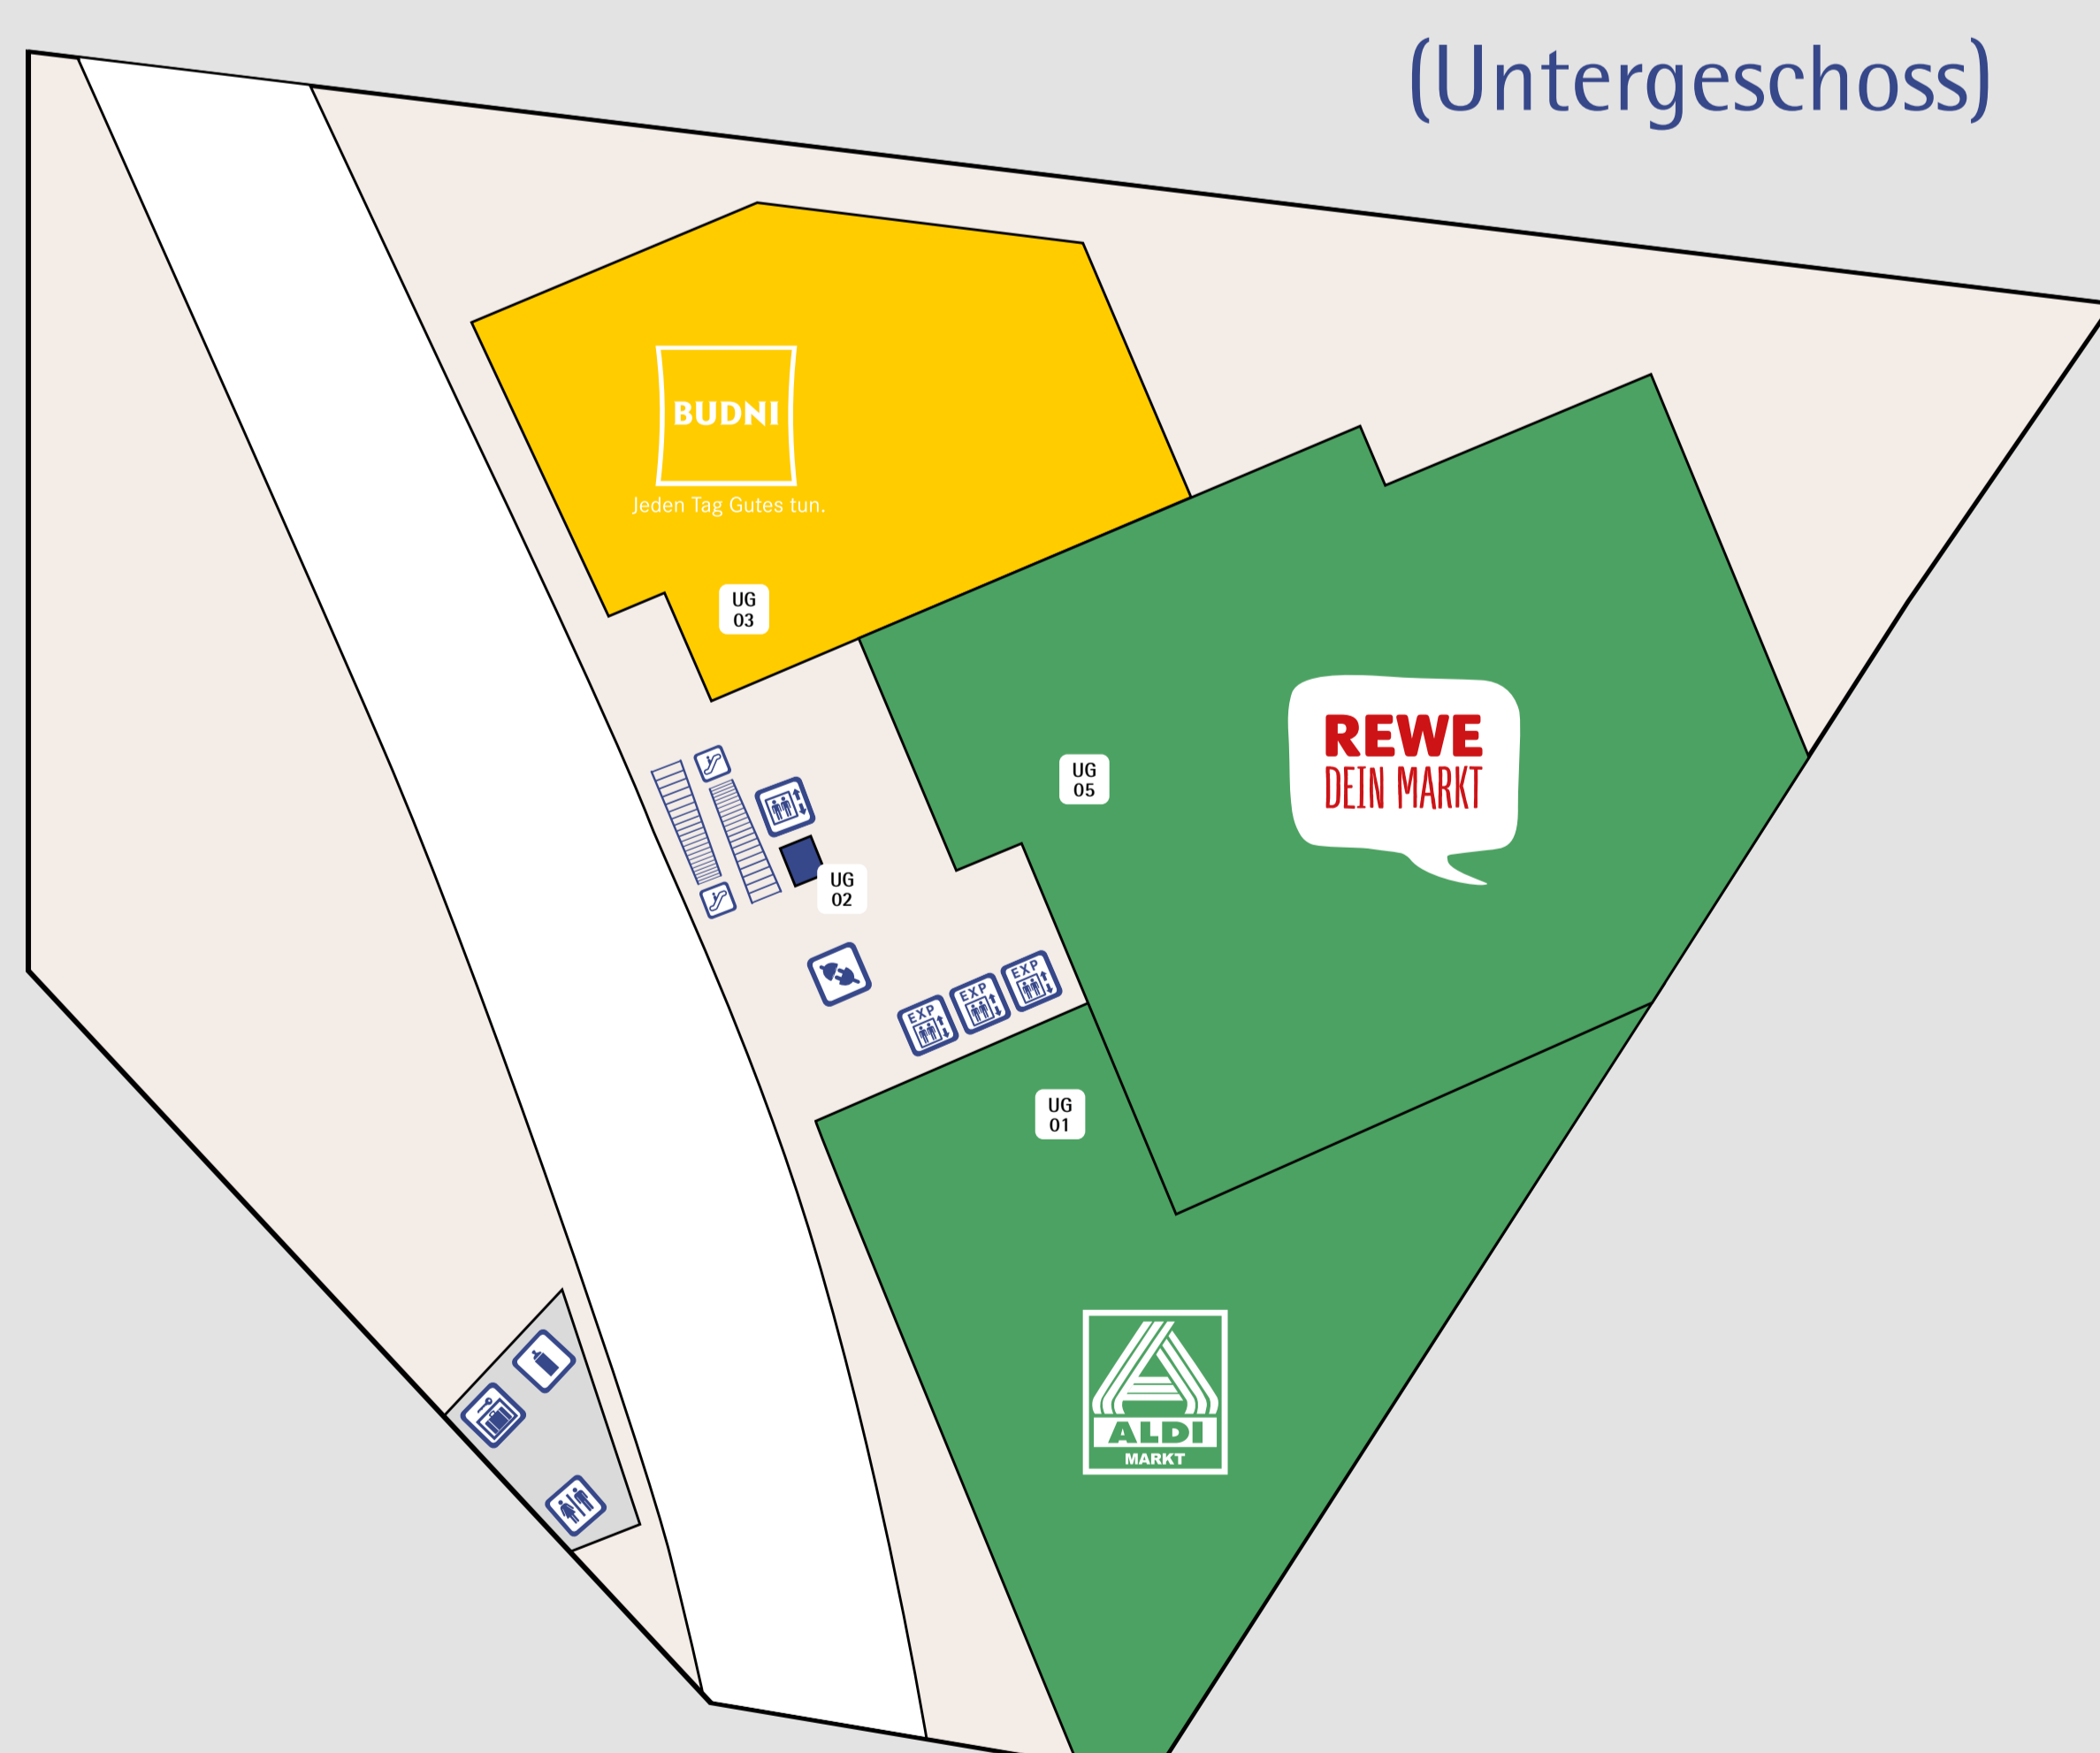 (Untergeschoss)
BUDNI
Jeden Tag Gutes tun.
UG
03
REWE
DEIN MARKT
UG
05
UG
02
EXP
EXP
EXP
UG
01
ALDI
MARKT